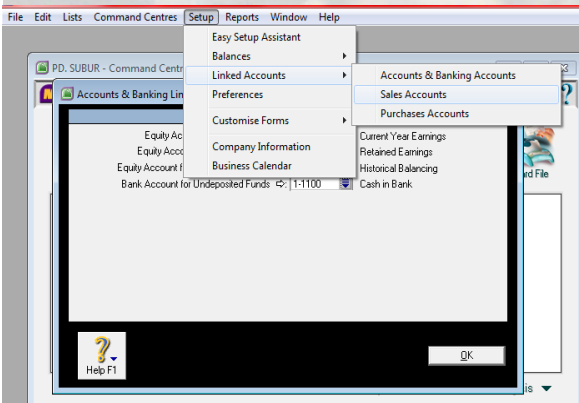 File Edit Lists Command Centres Setup Reports Window Help
Easy Setup Assistant
Balances
Linked Accounts
Preferences
Customise Forms
Company Information
Business Calendar
Accounts & Banking Accounts
Sales Accounts
Purchases Accounts
PD. SUBUR - Command Centr
Accounts & Banking Lin
Equity Ac
Current Year Earnings
Equity Acco
Retained Earnings
Equity Account f
Historical Balancing
Bank Account for Undeposited Funds 1-1100 Cash in Bank
rd File
Help F1
OK
is